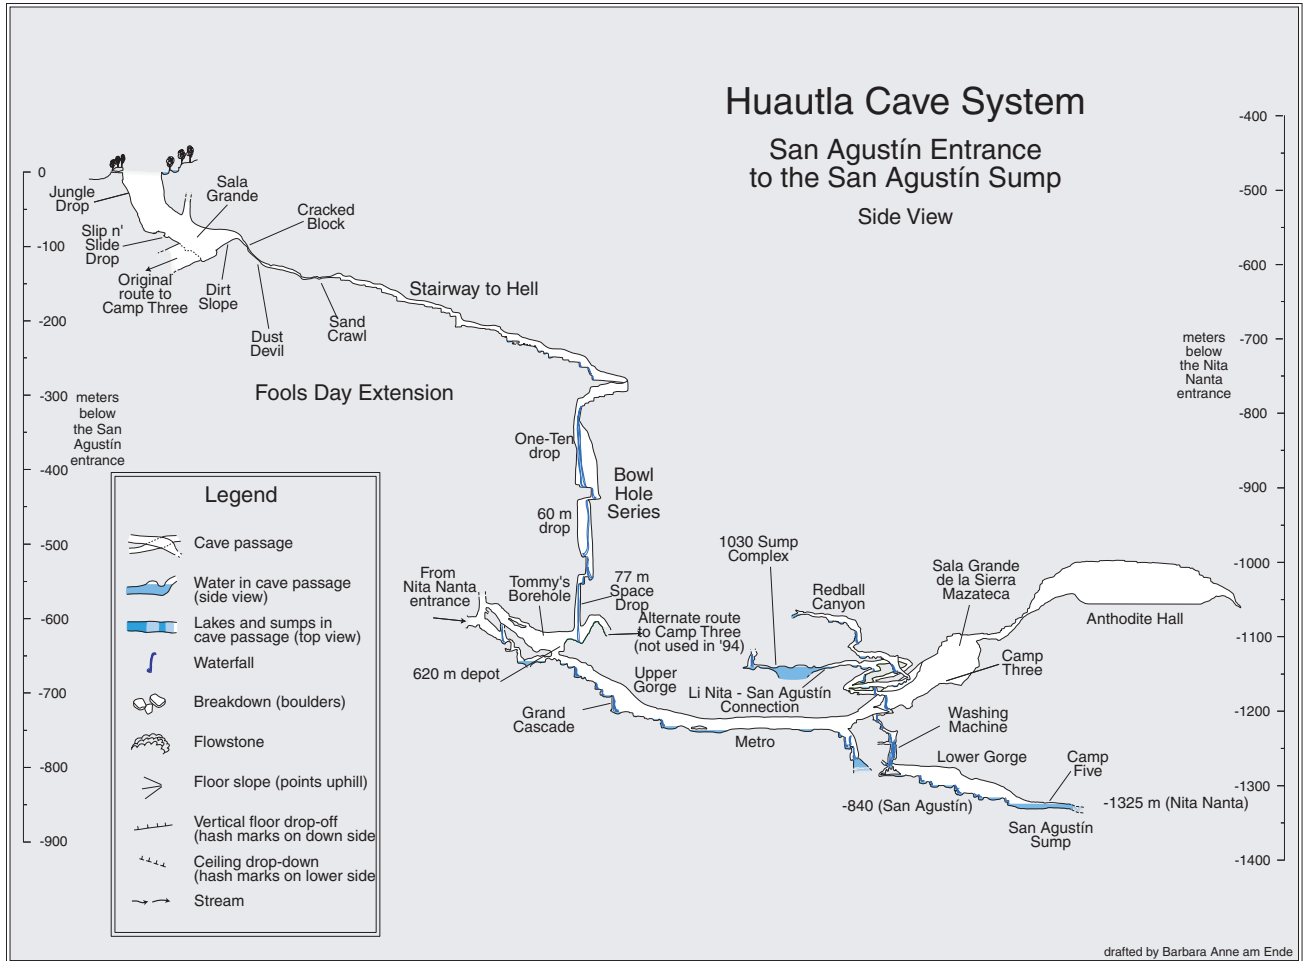 Huautla Cave System
San Agustín Entrance
to the San Agustín Sump
Side View
0
-100
-200
-300
-400
-500
-600
-700
-800
-900
meters
below
the San
Agustín
entrance
-400
-500
-600
-700
-800
-900
-1000
-1100
-1200
-1300
-1400
meters
below
the Nita
Nanta
entrance
Jungle
Drop
Sala
Grande
Slip n'
Slide
Drop
Cracked
Block
Original
route to
Camp Three
Dirt
Slope
Dust
Devil
Sand
Crawl
Stairway to Hell
Fools Day Extension
One-Ten
drop
Bowl
Hole
Series
60 m
drop
From
Nita Nanta
entrance
Tommy's
Borehole
77 m
Space
Drop
Alternate route
to Camp Three
(not used in '94)
620 m depot
Grand
Cascade
Upper
Gorge
Metro
1030 Sump
Complex
Redball
Canyon
Li Nita - San Agustín
Connection
Sala Grande
de la Sierra
Mazateca
Anthodite Hall
Camp
Three
Washing
Machine
Lower Gorge
Camp
Five
-840 (San Agustín)
-1325 m (Nita Nanta)
San Agustín
Sump
Legend
Cave passage
Water in cave passage
(side view)
Lakes and sumps in
cave passage (top view)
Waterfall
Breakdown (boulders)
Flowstone
Floor slope (points uphill)
Vertical floor drop-off
(hash marks on down side
Ceiling drop-down
(hash marks on lower side
Stream
drafted by Barbara Anne am Ende